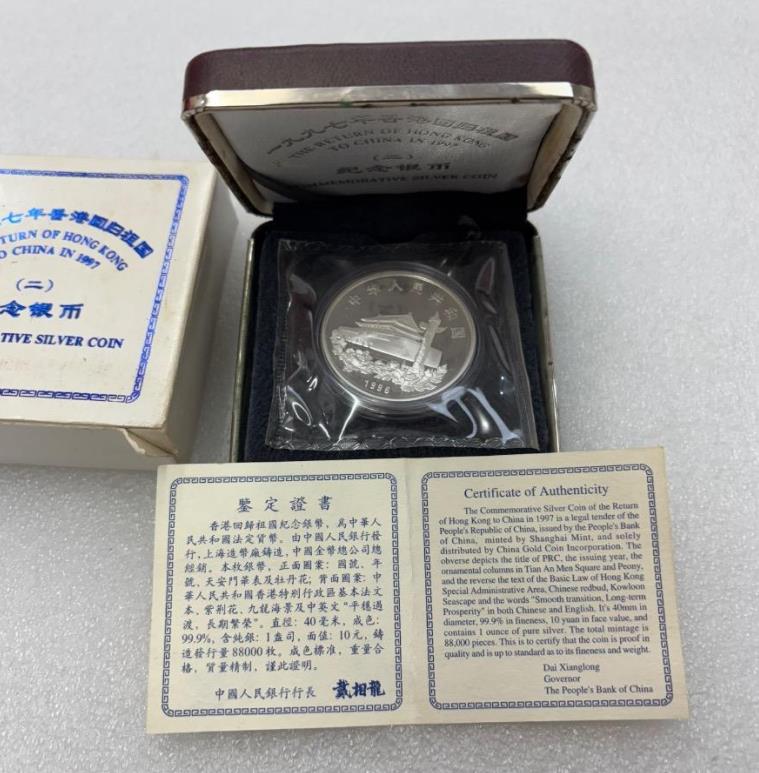 一九九七年香港回归祖国
THE RETURN OF HONG KONG
TO CHINA IN 1997
(二)
纪念银币
COMMEMORATIVE SILVER COIN
七年香港回归祖国
TURN OF HONG KONG
TO CHINA IN 1997
(二)
念银币
TIVE SILVER COIN
中华人民共和国
1996
鑒定證書
香港回歸祖國紀念銀幣，爲中華人
民共和國法定貨幣。由中國人民銀行發
行，上海造幣廠鑄造，中國金幣總公司總
經銷。本枚銀幣，正面圖案：國號、年
號，天安門華表及牡丹花，背面圖案：中
華人民共和國香港特別行政區基本法文
本、紫荆花、九龍海景及中英文“平穩過
渡，長期繁榮”。直徑：40毫米，成色：
99.9%，含純銀：1盎司，面值：10元，鑄
造發行量88000枚。成色標准，重量合
格，質量精制，謹此證明。
中國人民銀行行長 戴相龍
Certificate of Authenticity
The Commemorative Silver Coin of the Return
of Hong Kong to China in 1997 is a legal tender of the
People's Republic of China, issued by the People's Bank
of China, minted by Shanghai Mint, and solely
distributed by China Gold Coin Incorporation. The
obverse depicts the title of PRC, the issuing year, the
ornamental columns in Tian An Men Square and Peony,
and the reverse the text of the Basic Law of Hong Kong
Special Administrative Area, Chinese redbud, Kowloon
Seascape and the words "Smooth transition, Long-term
Prosperity" in both Chinese and English. It's 40mm in
diameter, 99.9% in fineness, 10 yuan in face value, and
contains 1 ounce of pure silver. The total mintage is
88,000 pieces. This is to certify that the coin is proof in
quality and is up to standard as to its fineness and weight.
Dai Xianglong
Governor
The People's Bank of China